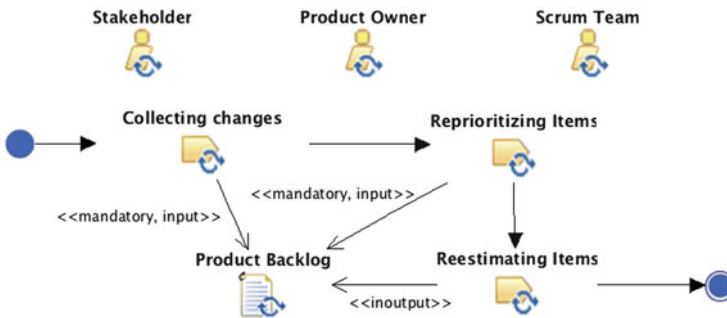 Stakeholder
Product Owner
Scrum Team
Collecting changes
Reprioritizing Items
<<mandatory, input>>
<<mandatory, input>>
Product Backlog
Reestimating Items
<<inoutput>>